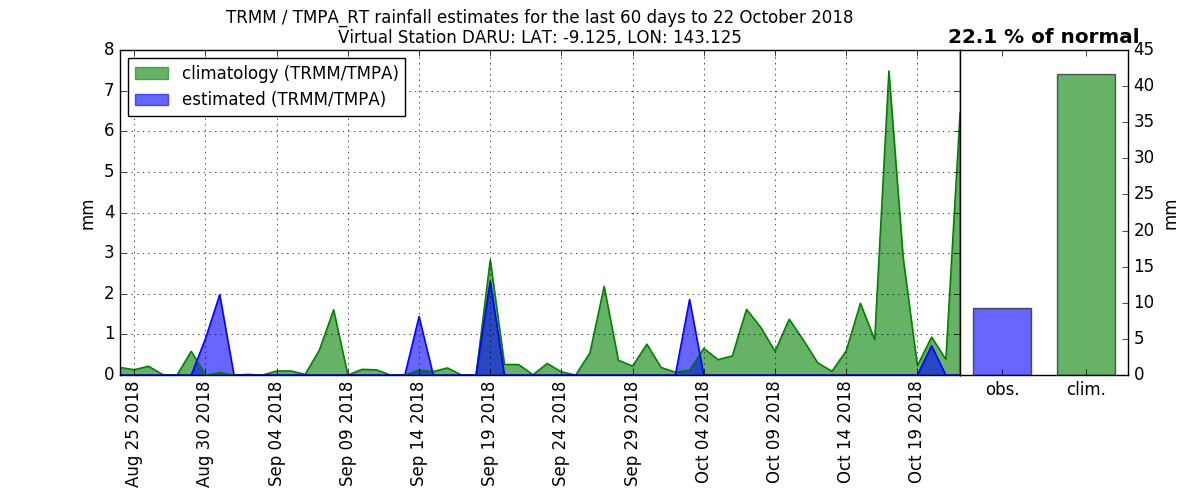 TRMM / TMPA_RT rainfall estimates for the last 60 days to 22 October 2018
Virtual Station DARU: LAT: -9.125, LON: 143.125
22.1 % of normal
climatology (TRMM/TMPA)
estimated (TRMM/TMPA)
8
7
6
5
4
3
2
1
0
mm
Aug 25 2018
Aug 30 2018
Sep 04 2018
Sep 09 2018
Sep 14 2018
Sep 19 2018
Sep 24 2018
Sep 29 2018
Oct 04 2018
Oct 09 2018
Oct 14 2018
Oct 19 2018
45
40
35
30
25
20
15
10
5
0
mm
obs.
clim.